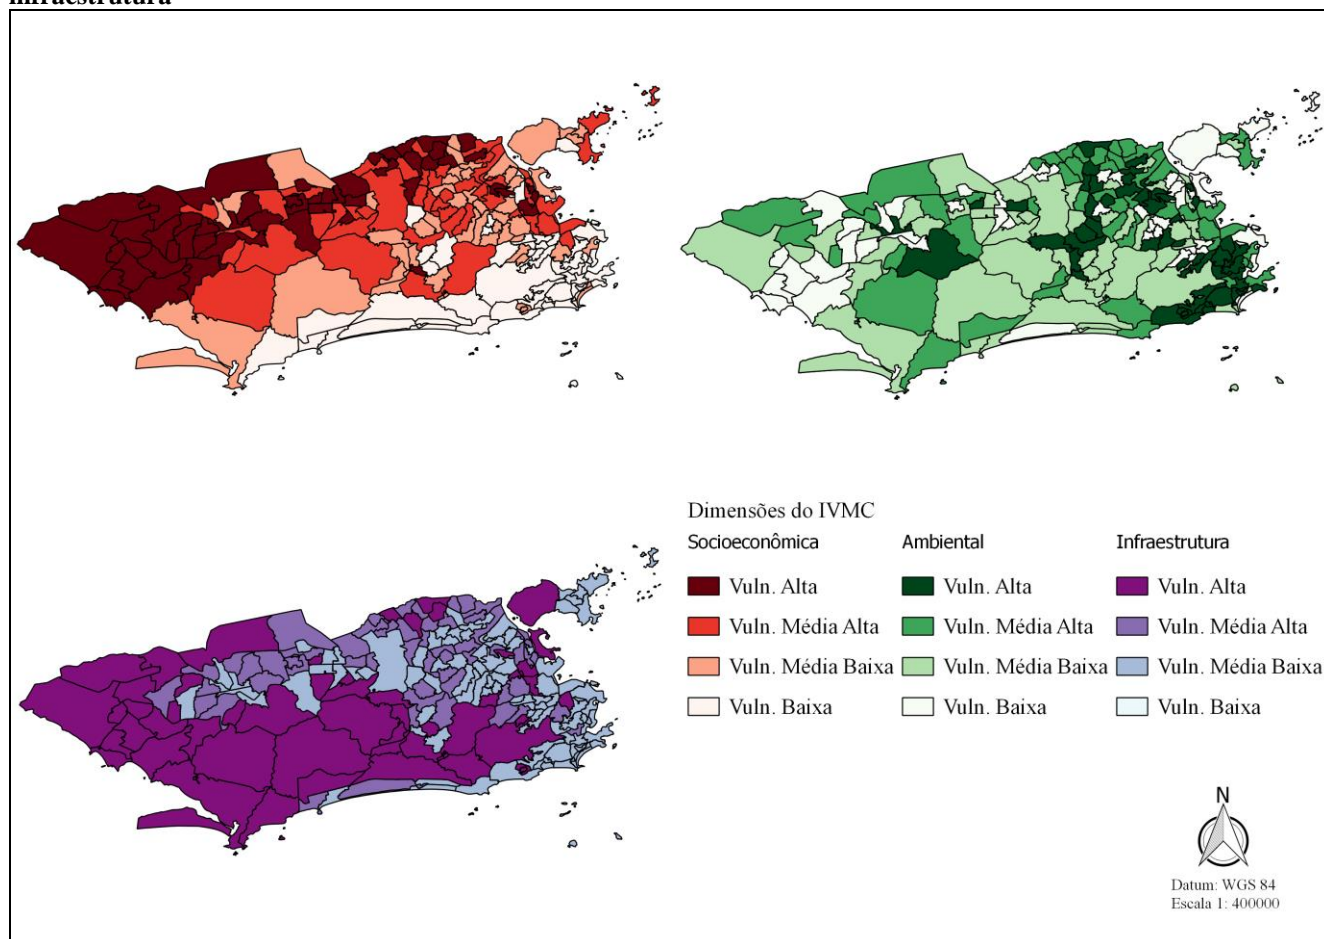 infraestrutura
Dimensões do IVMC
Socioeconômica Ambiental Infraestrutura
Vuln. Alta Vuln. Alta Vuln. Alta
Vuln. Média Alta Vuln. Média Alta Vuln. Média Alta
Vuln. Média Baixa Vuln. Média Baixa Vuln. Média Baixa
Vuln. Baixa Vuln. Baixa Vuln. Baixa
N
Datum: WGS 84
Escala 1: 400000